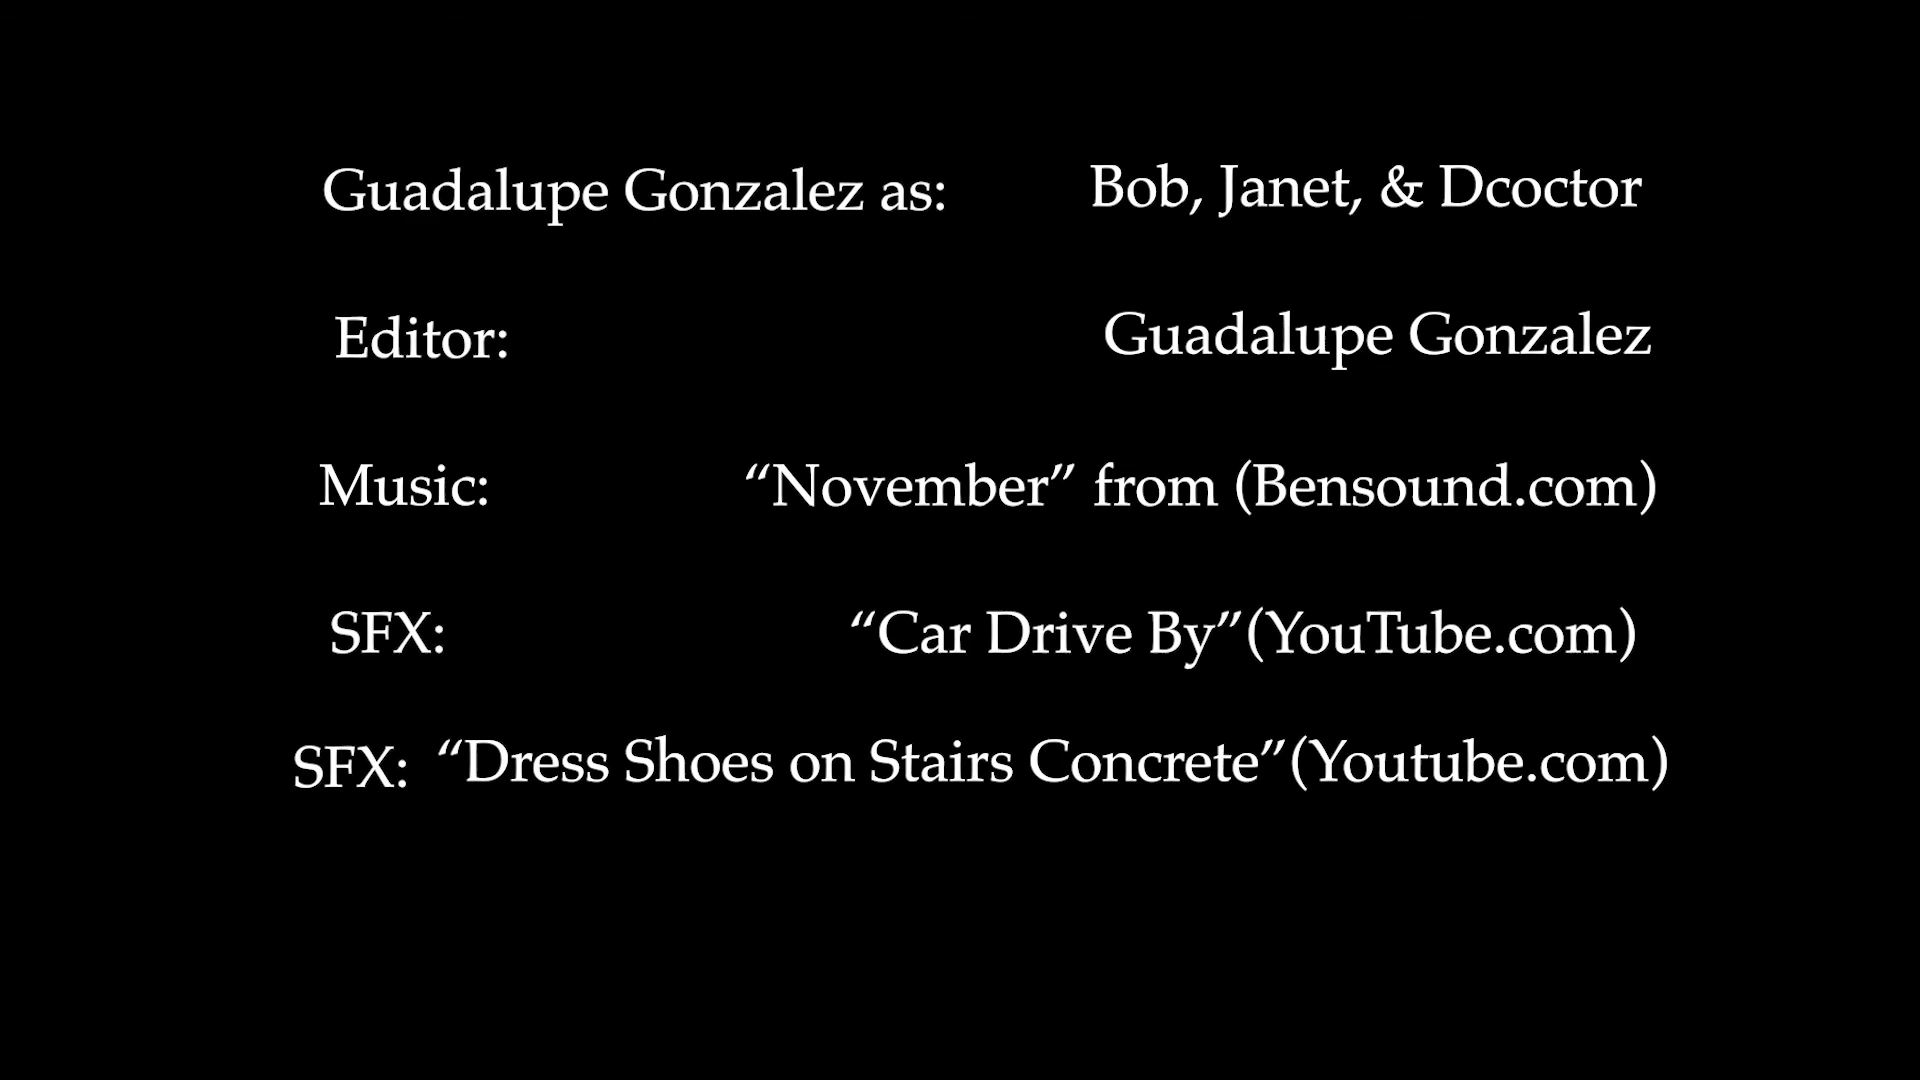 Guadalupe Gonzalez as: Bob, Janet, & Dcoctor
Editor: Guadalupe Gonzalez
Music: “November” from (Bensound.com)
SFX: “Car Drive By”(YouTube.com)
SFX: “Dress Shoes on Stairs Concrete”(Youtube.com)